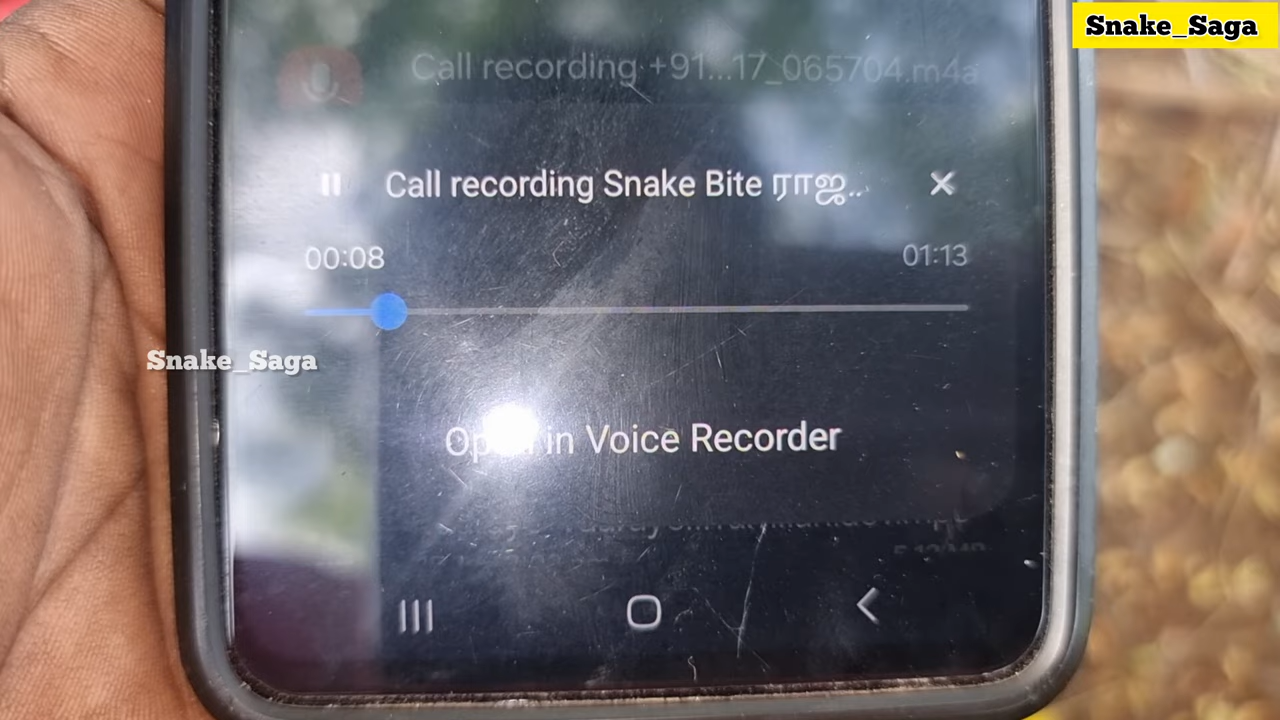 Snake_Saga
Call recording +91...17_065704.m4a
Call recording Snake Bite ராஜ..
00:08
01:13
Snake_Saga
Open in Voice Recorder